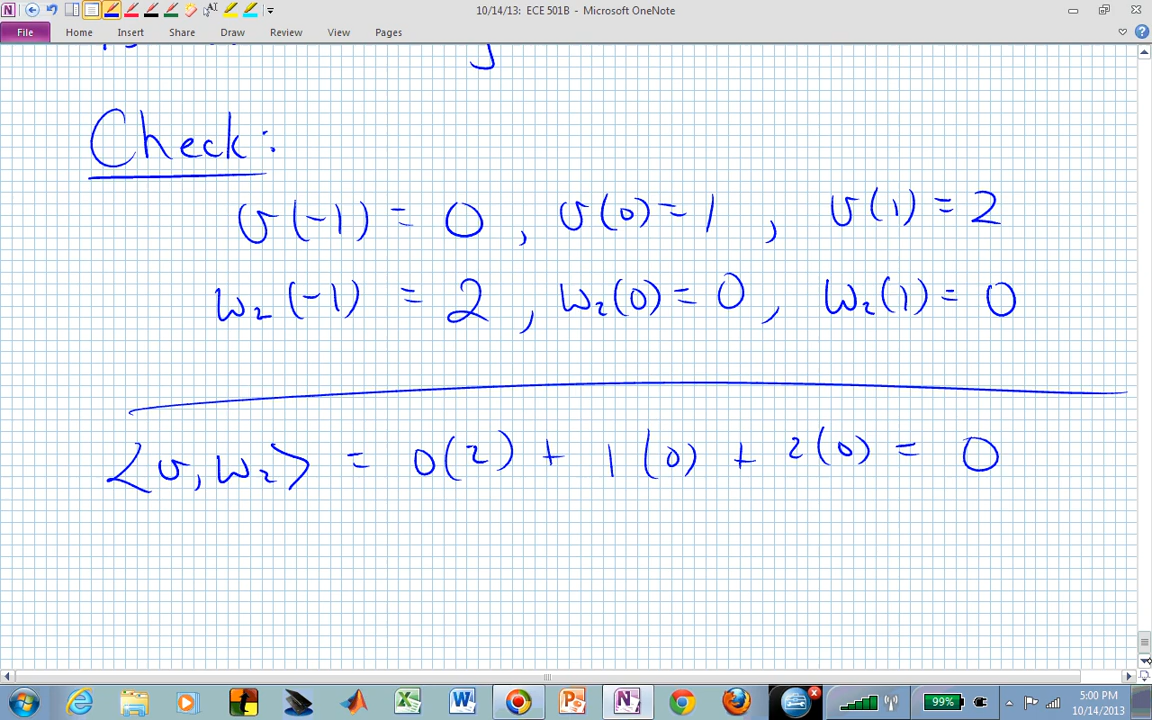 10/14/13: ECE 501B - Microsoft OneNote
File Home Insert Share Draw Review View Pages
Check:
v(-1) = 0, v(0) = 1, v(1) = 2
w₂(-1) = 2, w₂(0) = 0, w₂(1) = 0
<v, w₂> = 0(2) + 1(0) + 2(0) = 0
99%
5:00 PM
10/14/2013